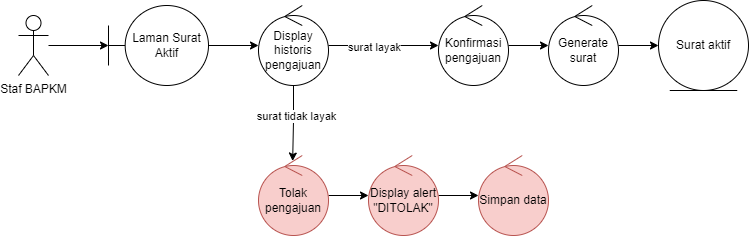 Staf BAPKM
Laman Surat
Aktif
Display
historis
pengajuan
surat layak
Konfirmasi
pengajuan
Generate
surat
Surat aktif
surat tidak layak
Tolak
pengajuan
Display alert
"DITOLAK"
Simpan data